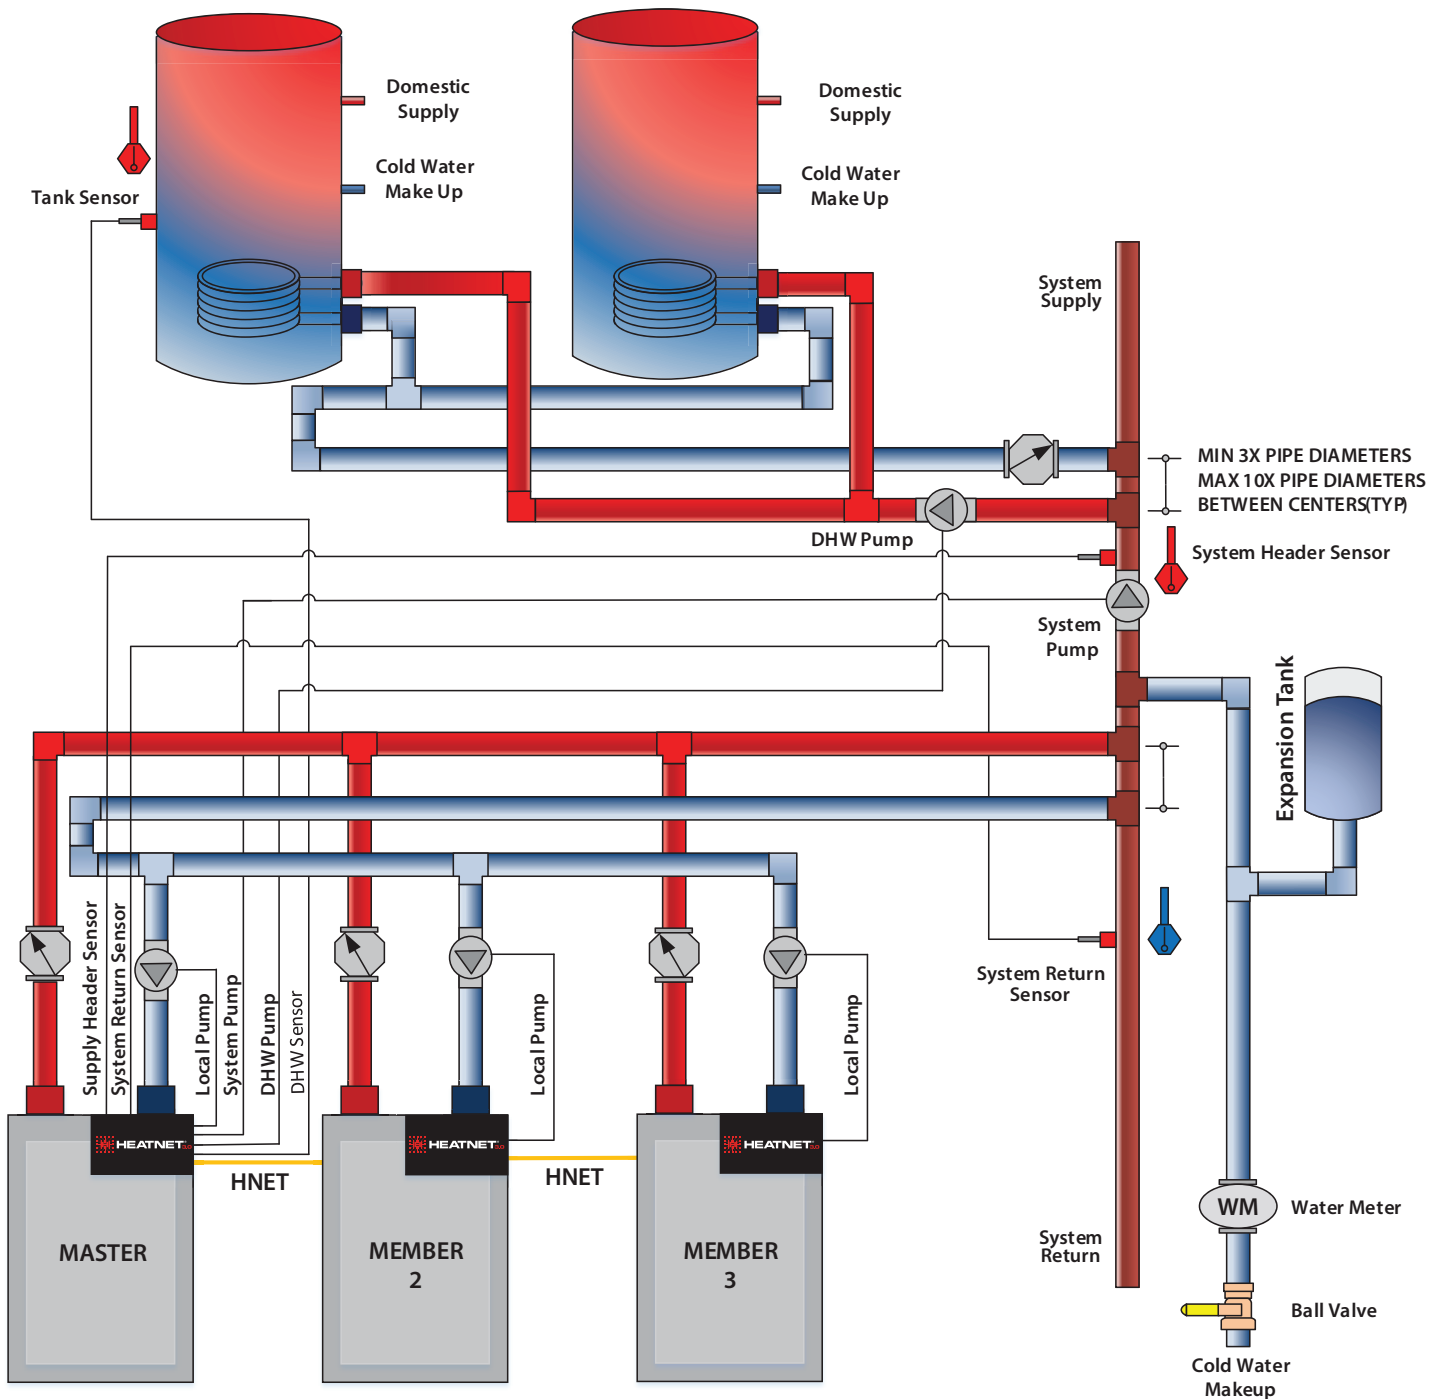 Domestic
Supply
Domestic
Supply
Cold Water
Make Up
Cold Water
Make Up
Tank Sensor
System
Supply
MIN 3X PIPE DIAMETERS
MAX 10X PIPE DIAMETERS
BETWEEN CENTERS(TYP)
DHW Pump
System Header Sensor
System
Pump
Expansion Tank
System Return
Sensor
Supply Header Sensor
System Return Sensor
Local Pump
System Pump
DHW Pump
DHW Sensor
Local Pump
Local Pump
HEATNET
HEATNET
HEATNET
HNET
HNET
MASTER
MEMBER
2
MEMBER
3
System
Return
WM
Water Meter
Ball Valve
Cold Water
Makeup